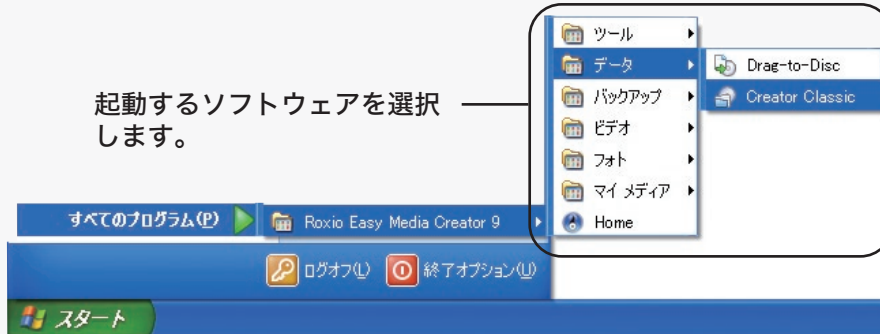 起動するソフトウェアを選択
します。
ツール
データ
バックアップ
ビデオ
フォト
マイ メディア
Home
Drag-to-Disc
Creator Classic
すべてのプログラム(P)
Roxio Easy Media Creator 9
ログオフ(L)
終了オプション(U)
スタート